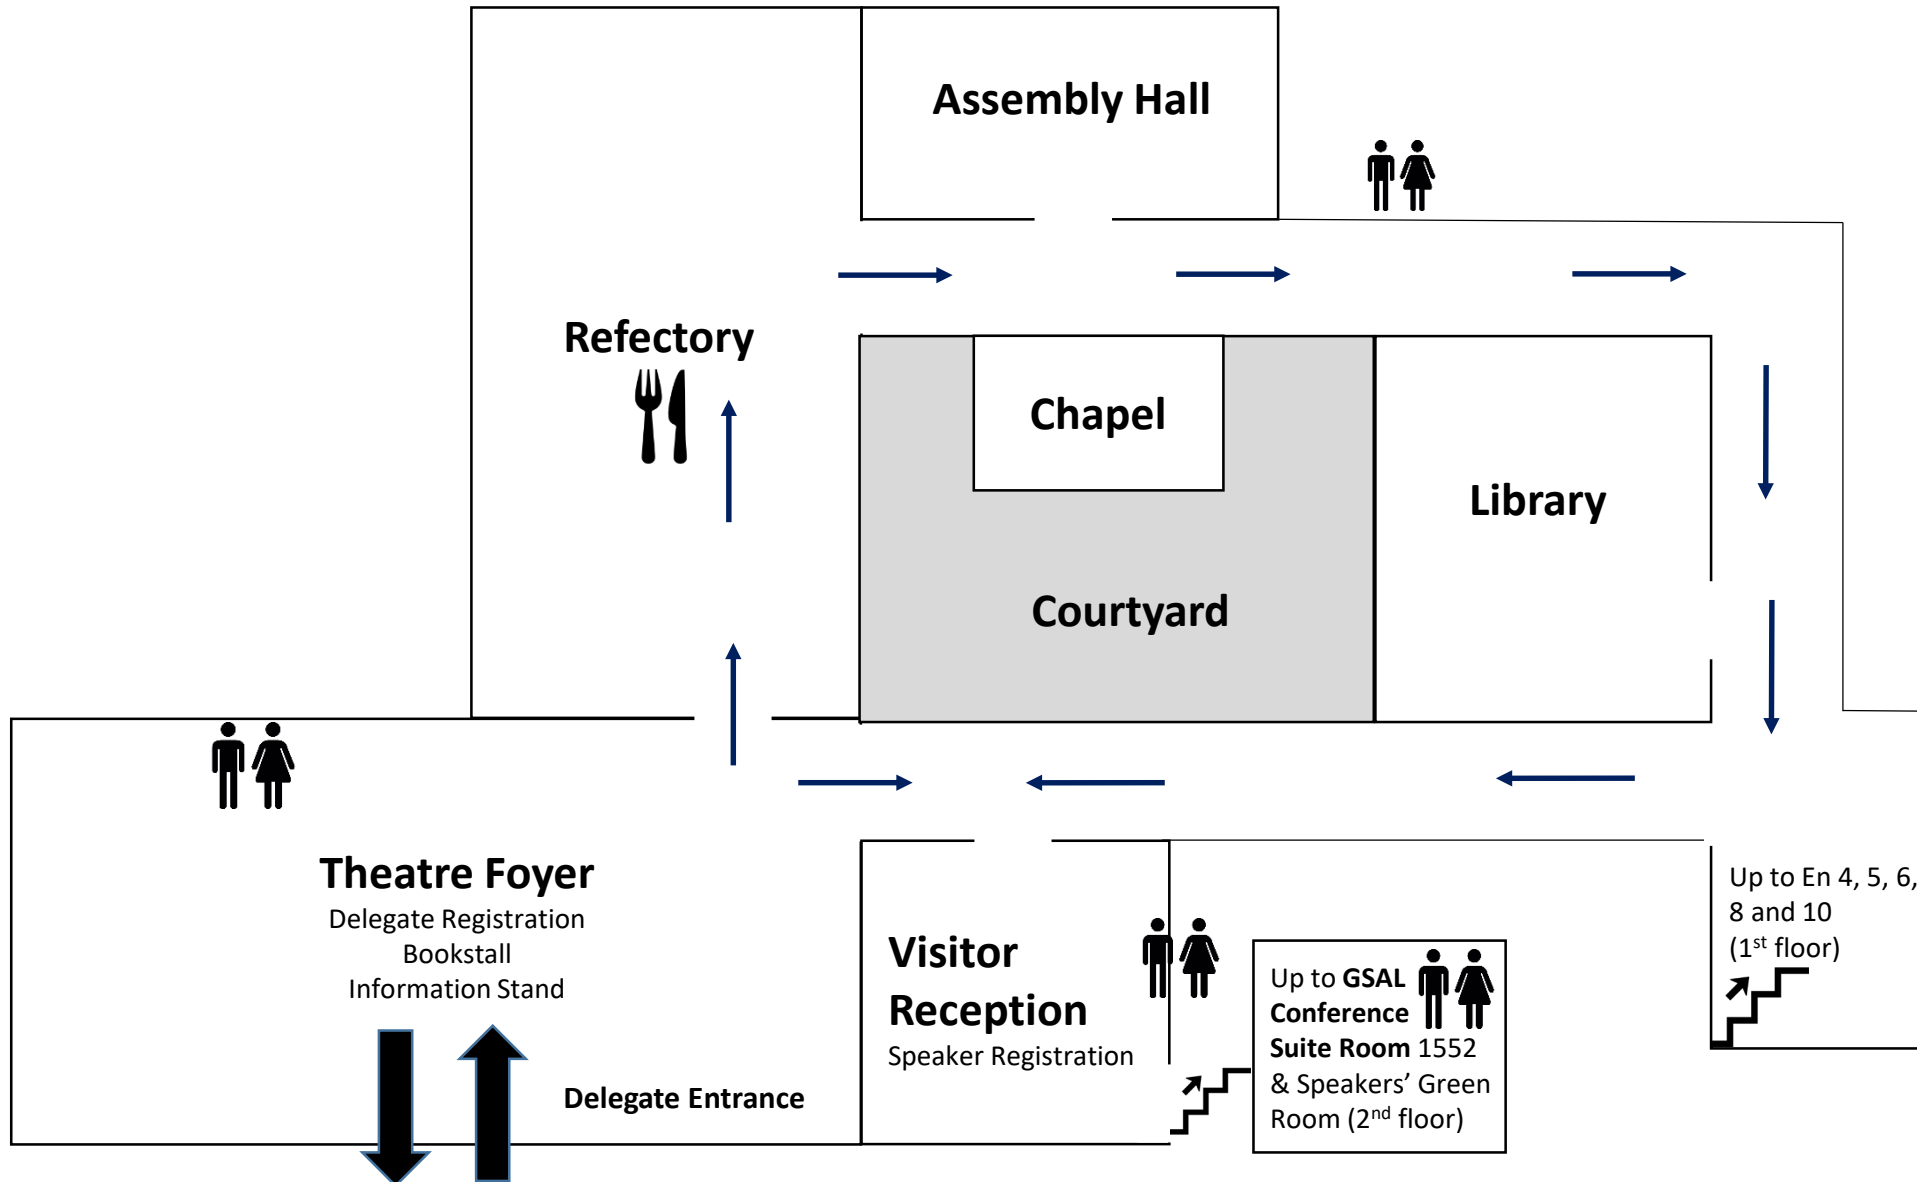 Assembly Hall
Refectory
Chapel
Library
Courtyard
Theatre Foyer
Delegate Registration
Bookstall
Information Stand
Delegate Entrance
Visitor
Reception
Speaker Registration
Up to GSAL
Conference
Suite Room 1552
& Speakers’ Green
Room (2nd floor)
Up to En 4, 5, 6,
8 and 10
(1st floor)